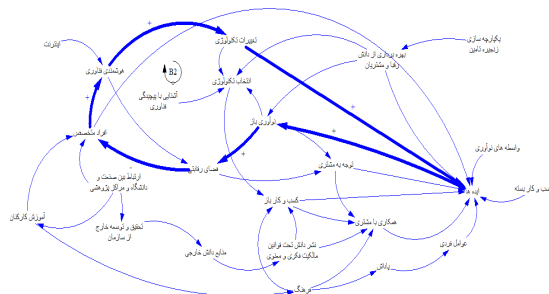 یکپارچه سازی
زنجیره تامین
تغییرات تکنولوژی
اینترنت
بهره برداری از دانش
رقبا و مشتریان
هوشمندی فناوری
B2
انتخاب تکنولوژی
آشنایی با پیچیدگی
فناوری
نوآوری باز
افراد متخصص
واسطه های نوآوری
توجه به مشتری
فضای رقابتی
ارتباط بین صنعت و
دانشگاه و مراکز پژوهشی
ایده ها
کسب و کار بسته
کسب و کار باز
آموزش کارکنان
همکاری با مشتری
تحقیق و توسعه خارج
از سازمان
نشر دانش تحت قوانین
مالکیت فکری و معنوی
عوامل فردی
منابع دانش خارجی
پاداش
فرهنگ